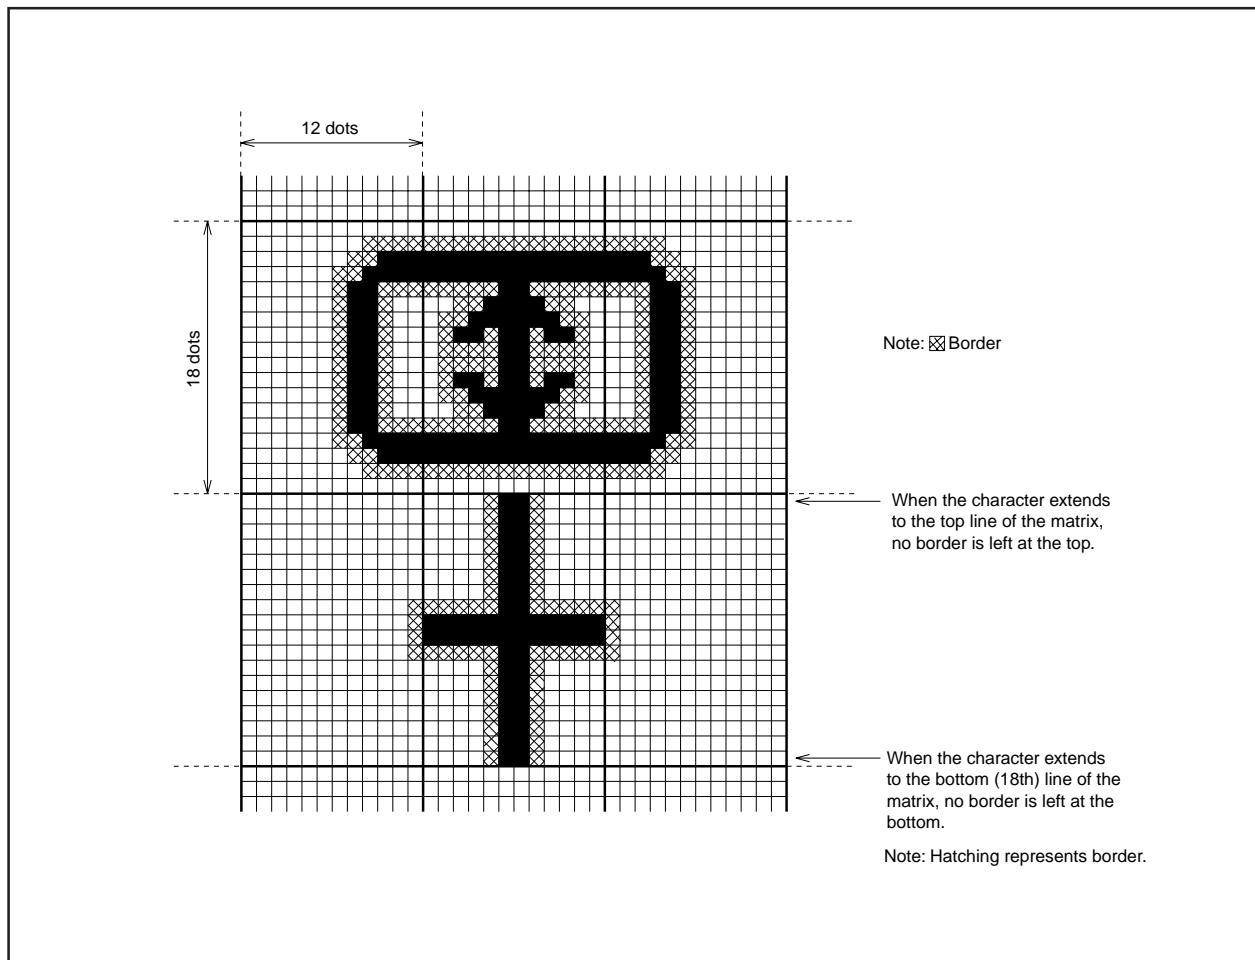 12 dots
18 dots
Note: Border
When the character extends
to the top line of the matrix,
no border is left at the top.
When the character extends
to the bottom (18th) line of the
matrix, no border is left at the
bottom.
Note: Hatching represents border.